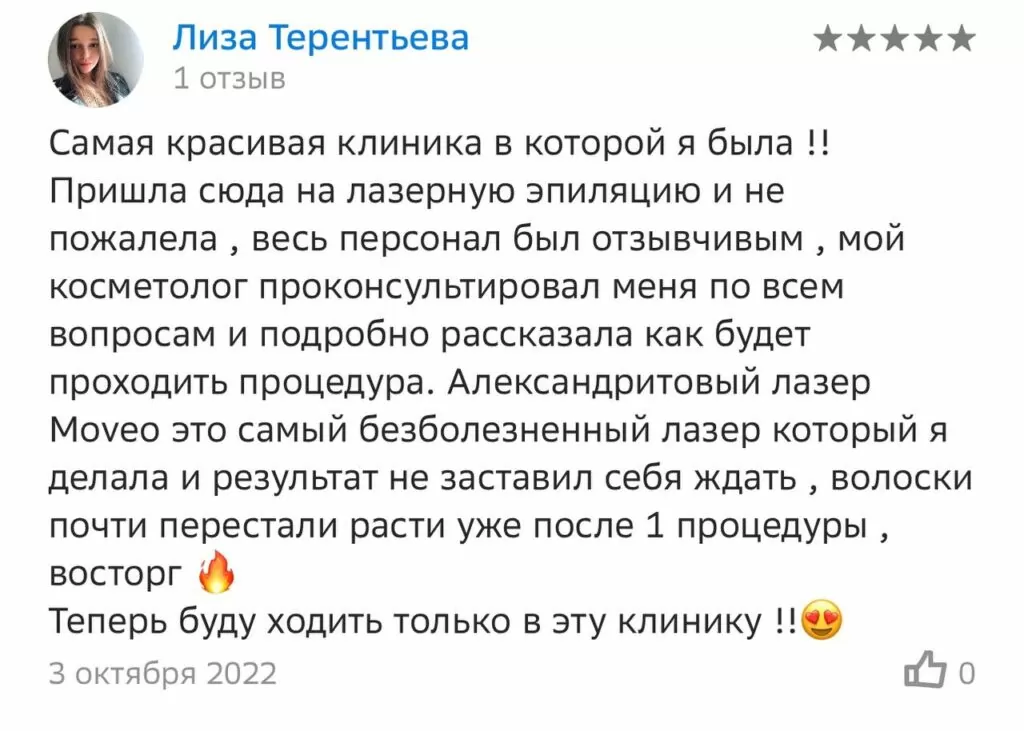 Лиза Терентьева
1 отзыв
Самая красивая клиника в которой я была !!
Пришла сюда на лазерную эпиляцию и не
пожалела , весь персонал был отзывчивым , мой
косметолог проконсультировал меня по всем
вопросам и подробно рассказала как будет
проходить процедура. Александритовый лазер
Moveo это самый безболезненный лазер который я
делала и результат не заставил себя ждать , волоски
почти перестали расти уже после 1 процедуры ,
восторг 🔥
Теперь буду ходить только в эту клинику !!😍
3 октября 2022
0